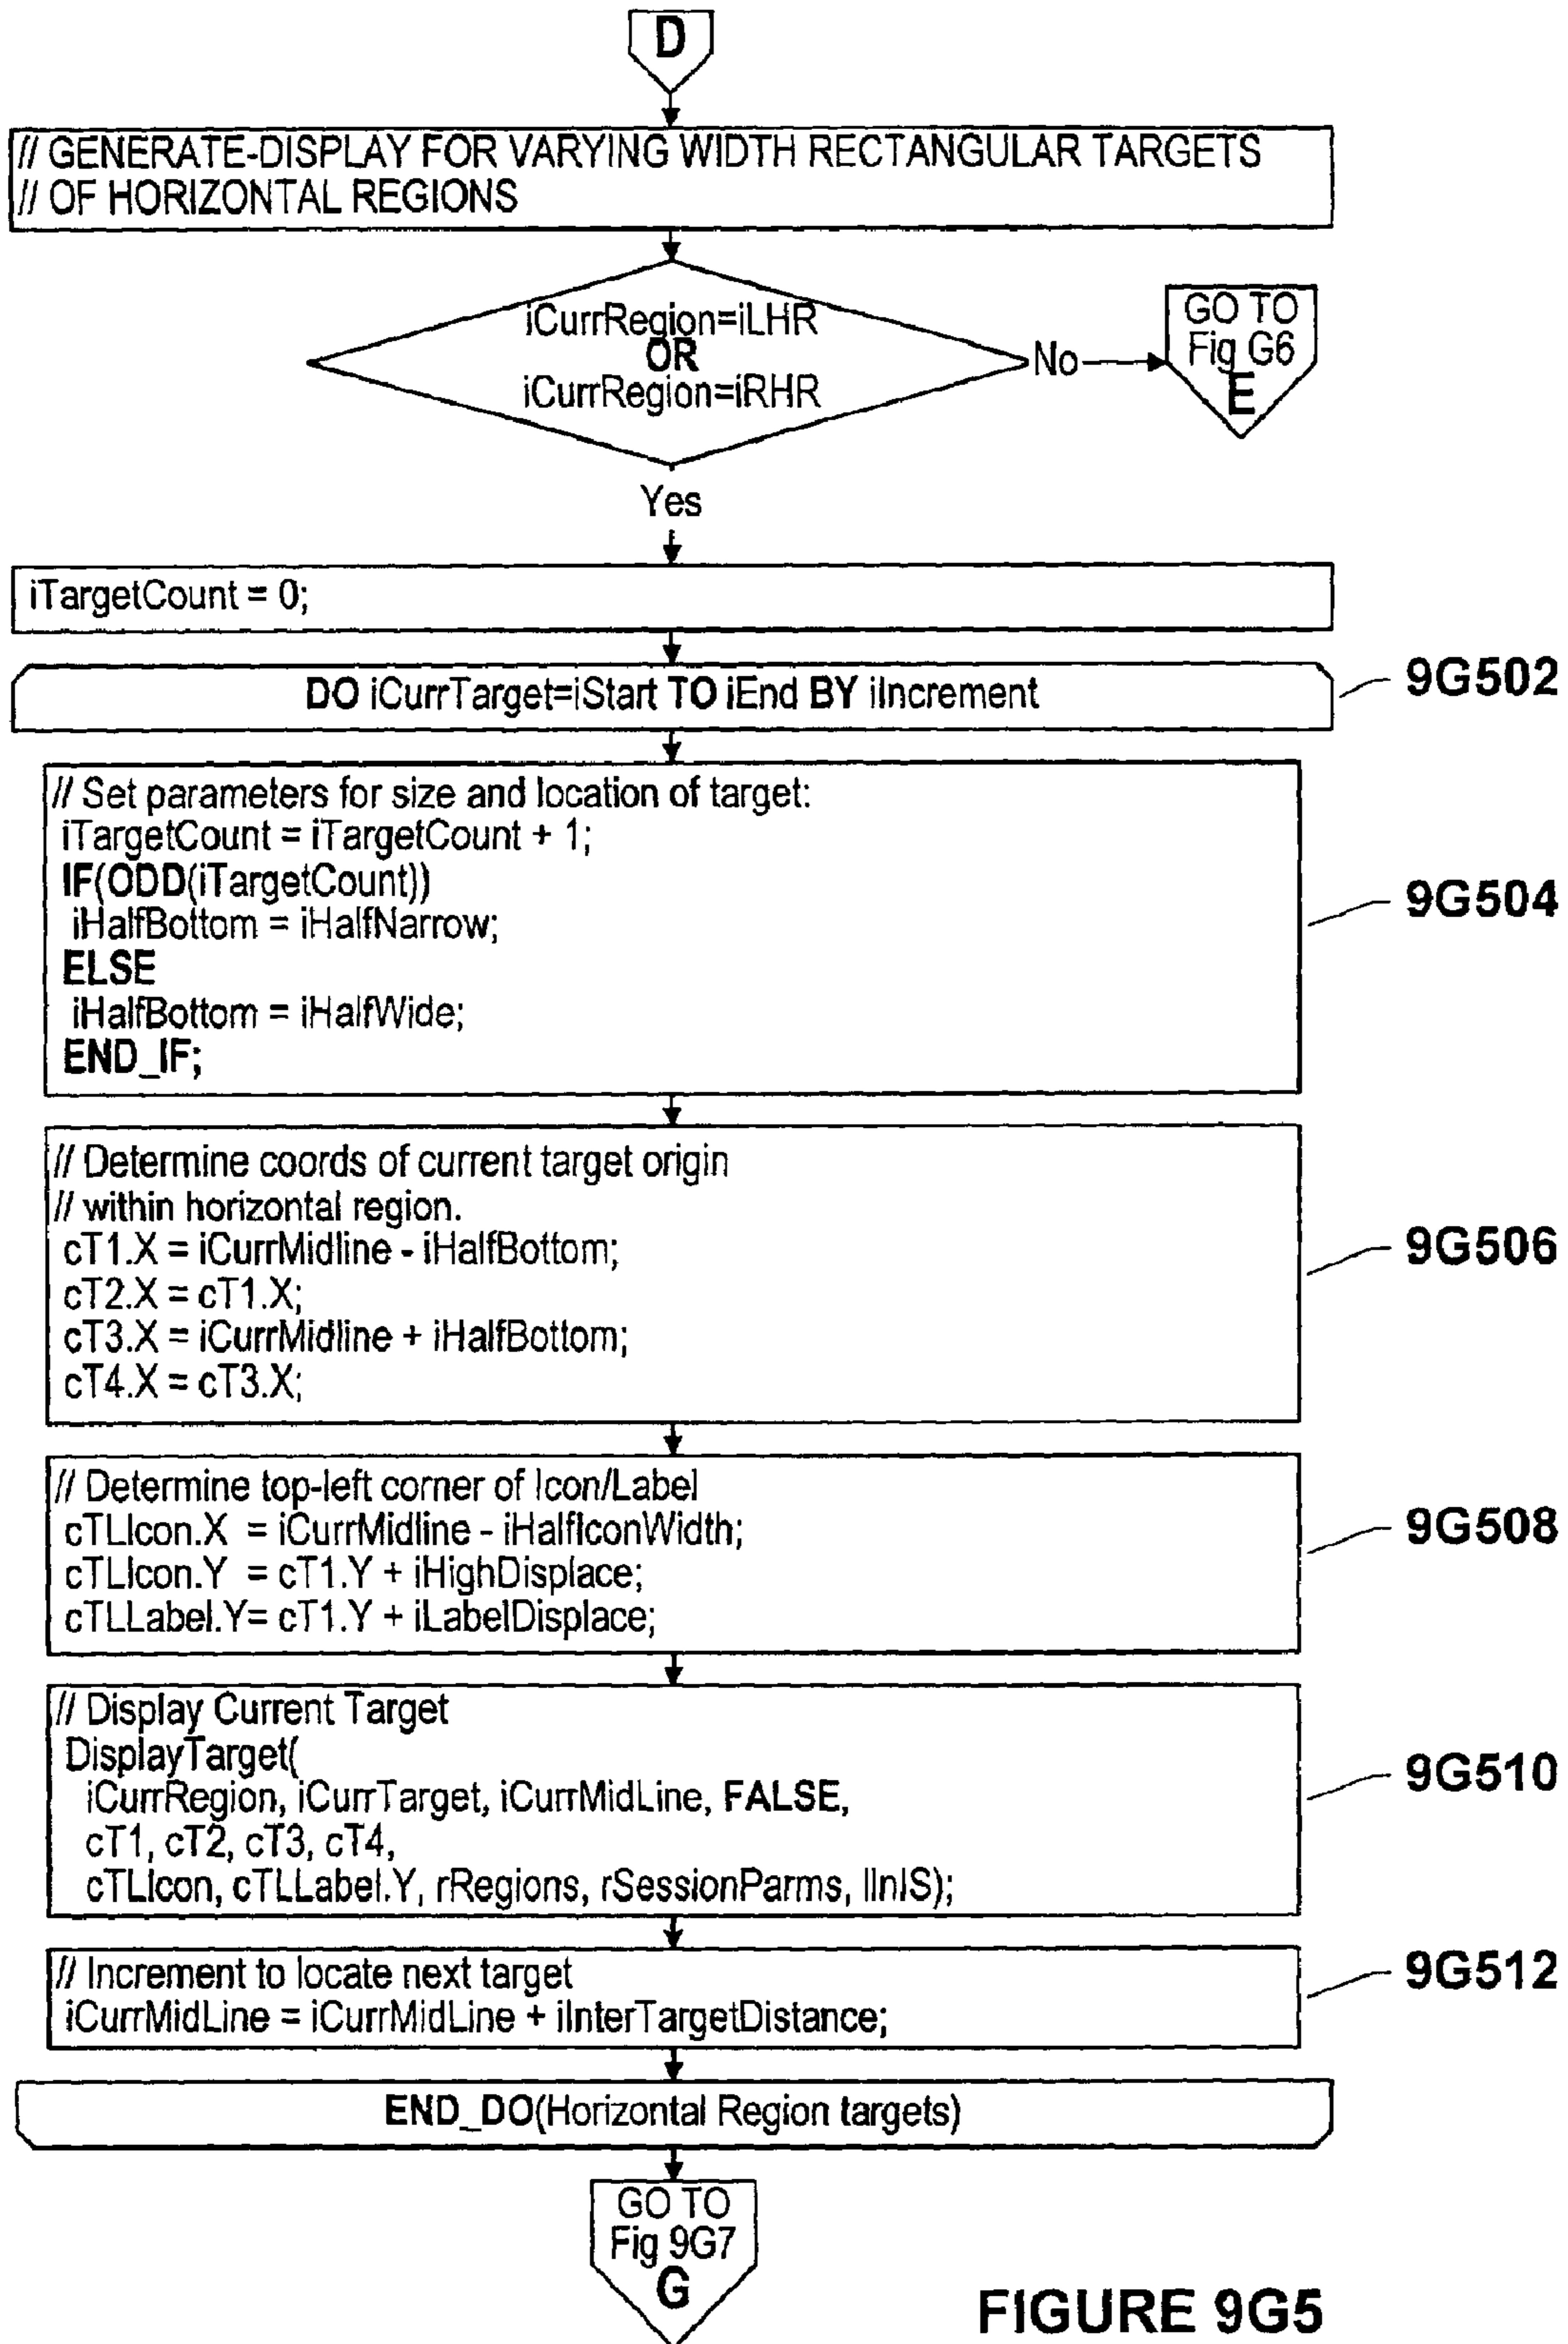 D
// GENERATE-DISPLAY FOR VARYING WIDTH RECTANGULAR TARGETS
// OF HORIZONTAL REGIONS
iCurrRegion=iLHR
OR
iCurrRegion=iRHR
No
GO TO
Fig G6
E
Yes
iTargetCount = 0;
DO iCurrTarget=iStart TO iEnd BY iIncrement
9G502
// Set parameters for size and location of target:
iTargetCount = iTargetCount + 1;
IF(ODD(iTargetCount))
iHalfBottom = iHalfNarrow;
ELSE
iHalfBottom = iHalfWide;
END_IF;
9G504
// Determine coords of current target origin
// within horizontal region.
cT1.X = iCurrMidline - iHalfBottom;
cT2.X = cT1.X;
cT3.X = iCurrMidline + iHalfBottom;
cT4.X = cT3.X;
9G506
// Determine top-left corner of Icon/Label
cTLIcon.X = iCurrMidline - iHalfIconWidth;
cTLIcon.Y = cT1.Y + iHighDisplace;
cTLLabel.Y= cT1.Y + iLabelDisplace;
9G508
// Display Current Target
DisplayTarget(
iCurrRegion, iCurrTarget, iCurrMidLine, FALSE,
cT1, cT2, cT3, cT4,
cTLIcon, cTLLabel.Y, rRegions, rSessionParms, lInIS);
9G510
// Increment to locate next target
iCurrMidLine = iCurrMidLine + iInterTargetDistance;
9G512
END_DO(Horizontal Region targets)
GO TO
Fig 9G7
G
FIGURE 9G5